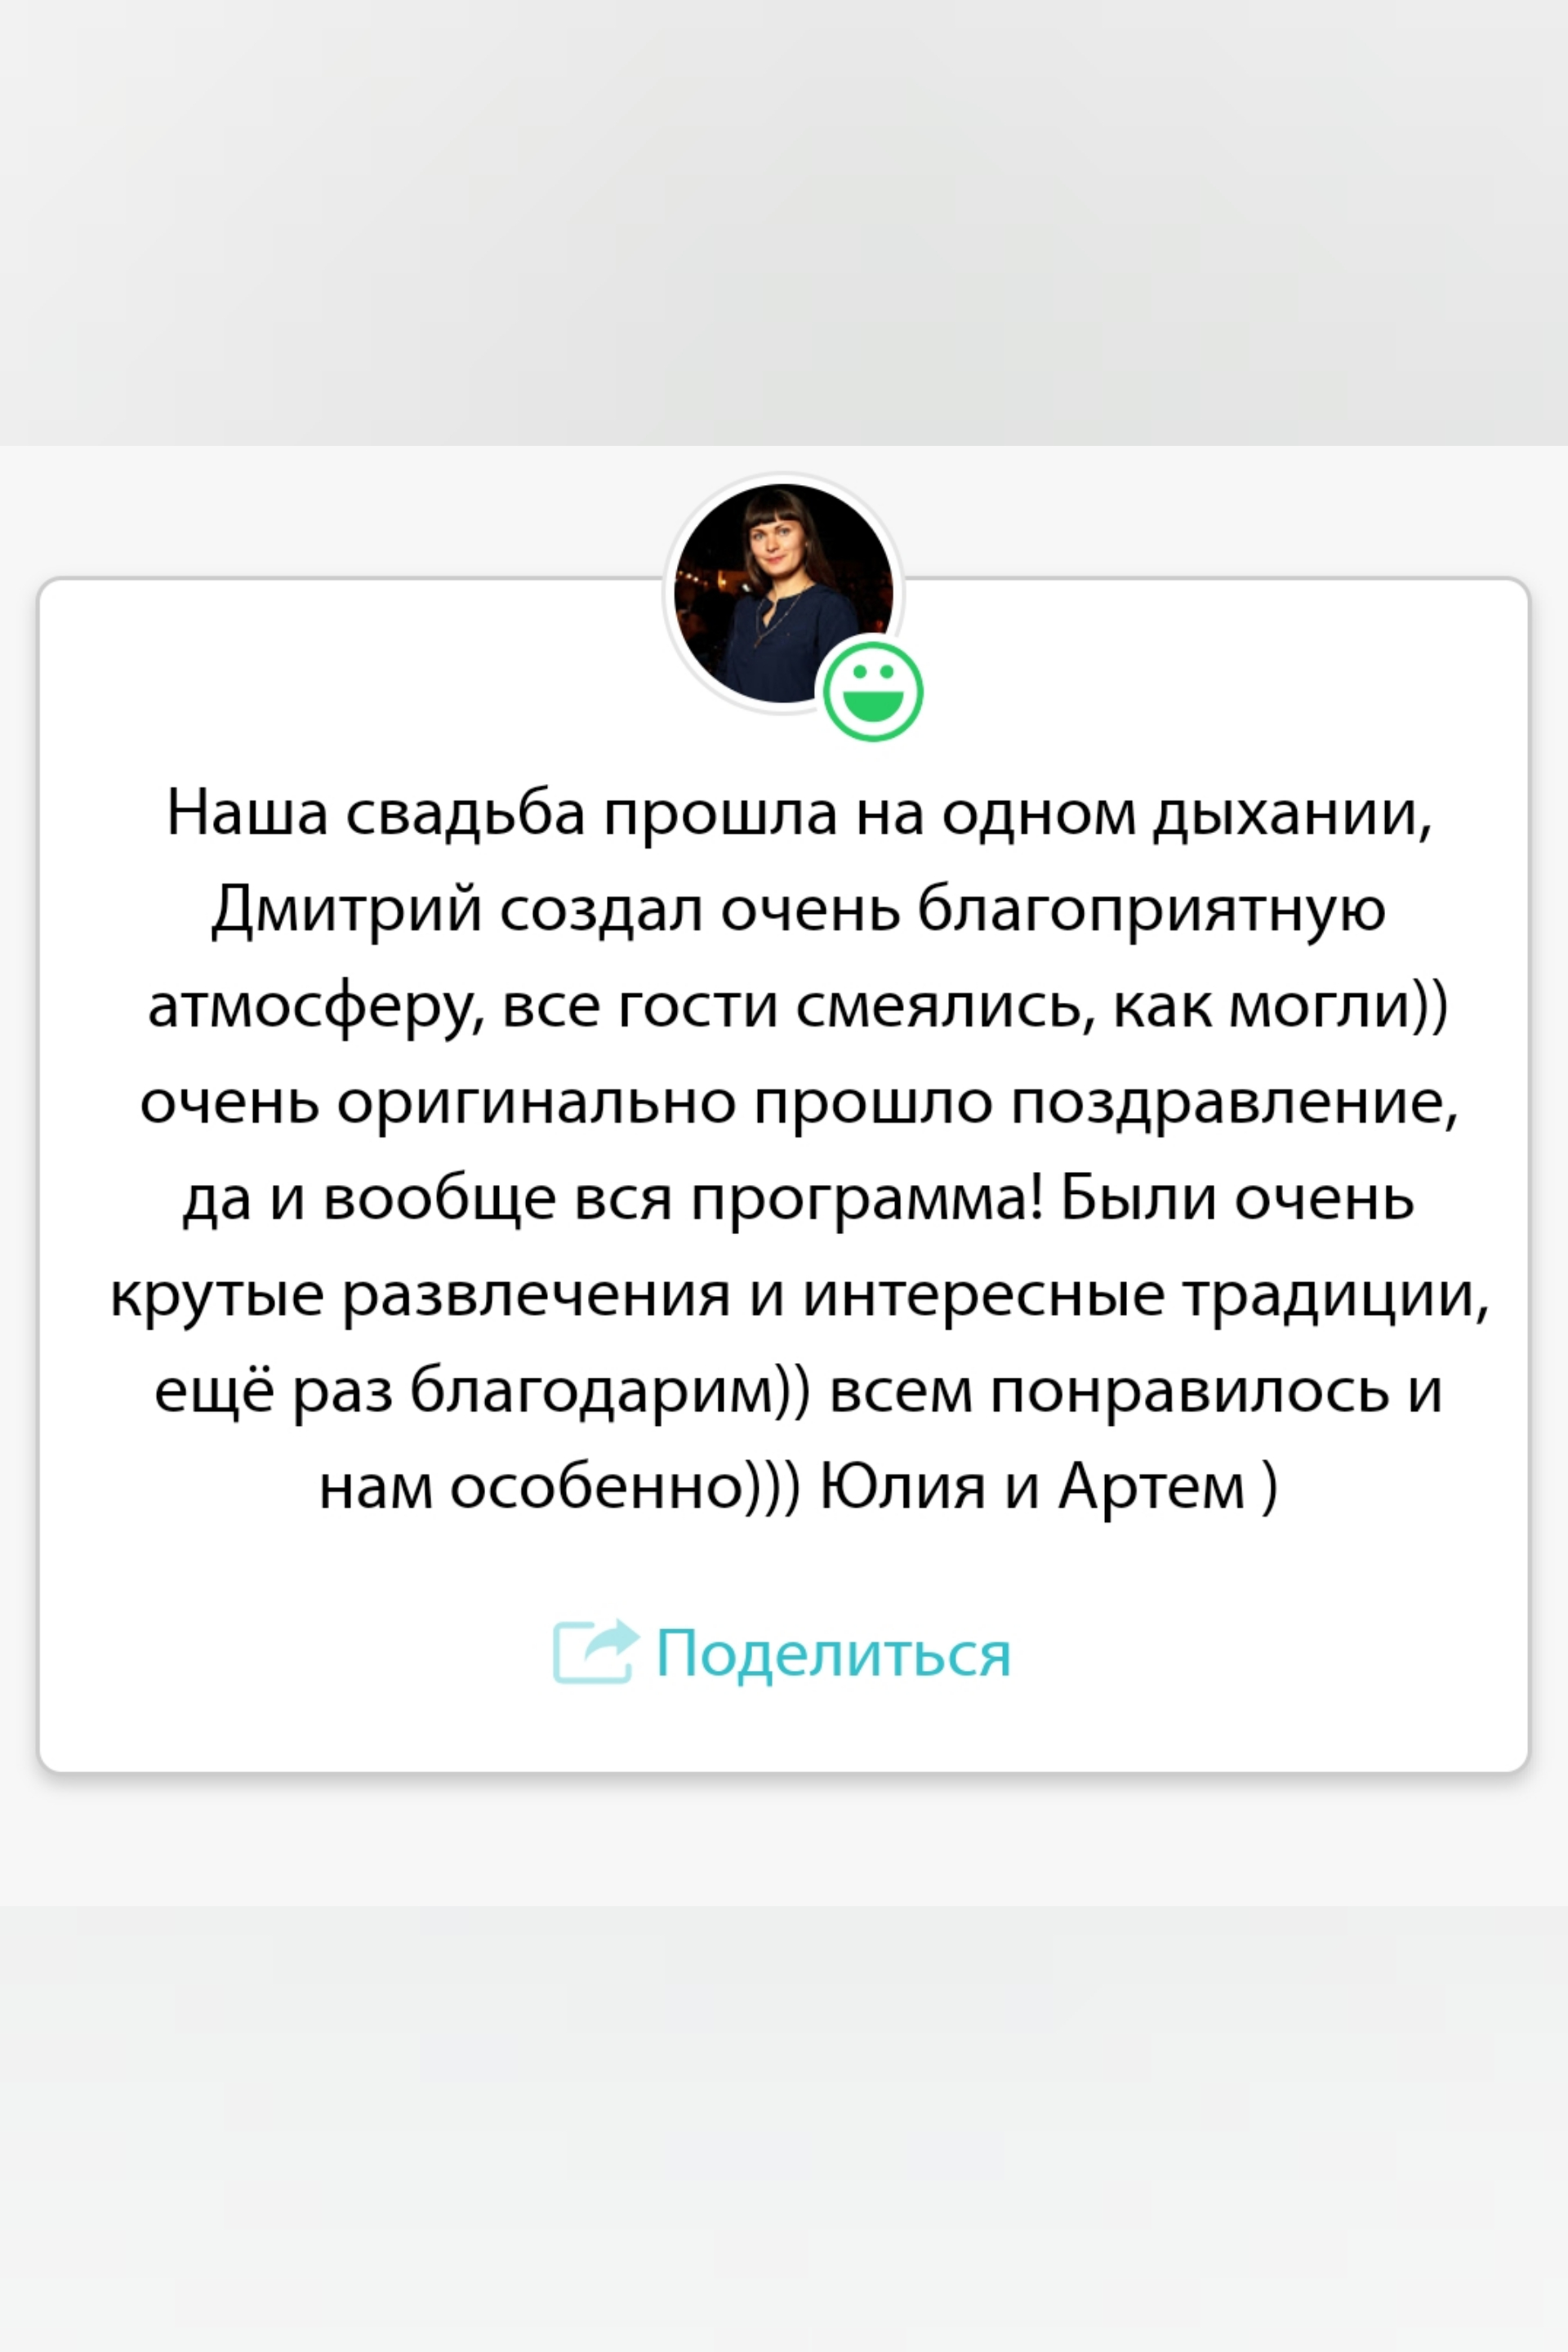 Наша свадьба прошла на одном дыхании,
Дмитрий создал очень благоприятную
атмосферу, все гости смеялись, как могли))
очень оригинально прошло поздравление,
да и вообще вся программа! Были очень
крутые развлечения и интересные традиции,
ещё раз благодарим)) всем понравилось и
нам особенно))) Юлия и Артем )
Поделиться